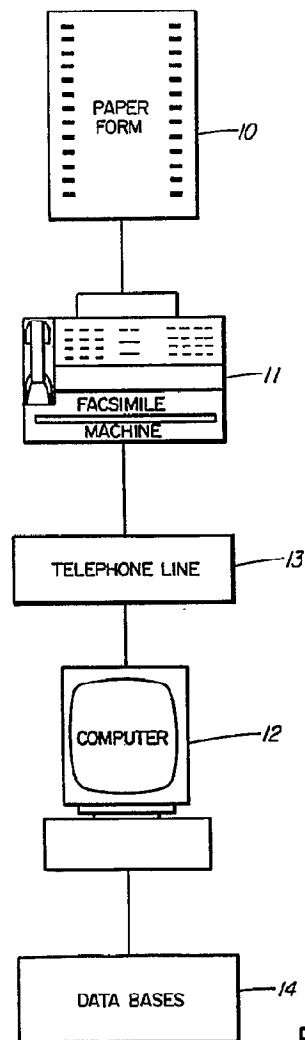 PAPER
FORM
10
11
FACSIMILE
MACHINE
TELEPHONE LINE
13
COMPUTER
12
DATA BASES
14